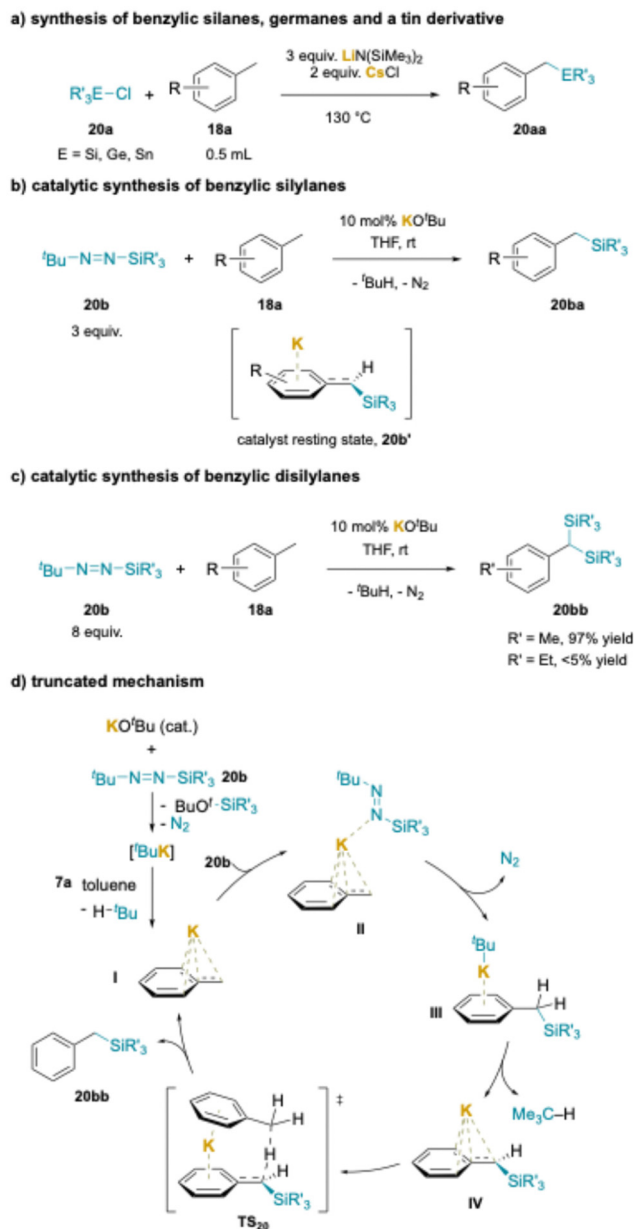 a) synthesis of benzylic silanes, germanes and a tin derivative
R'₃E–Cl + R
3 equiv. LiN(SiMe₃)₂
2 equiv. CsCl
130 °C
R ER'₃
20a 18a 20aa
E = Si, Ge, Sn 0.5 mL
b) catalytic synthesis of benzylic silylanes
10 mol% KOᵗBu
THF, rt
ᵗBu–N=N–SiR'₃ + R
- ᵗBuH, - N₂
R SiR'₃
20b 18a 20ba
3 equiv.
K
R H
SiR₃
catalyst resting state, 20b'
c) catalytic synthesis of benzylic disilylanes
SiR'₃
10 mol% KOᵗBu
THF, rt
ᵗBu–N=N–SiR'₃ + R
- ᵗBuH, - N₂
R' SiR'₃
20b 18a 20bb
8 equiv.
R' = Me, 97% yield
R' = Et, <5% yield
d) truncated mechanism
KOᵗBu (cat.)
+
ᵗBu–N=N–SiR'₃ 20b
- BuOᵗ-SiR'₃
- N₂
[ᵗBuK]
7a toluene
- H-ᵗBu
20b
ᵗBu
N
N
SiR'₃
K
II
N₂
K
I
ᵗBu
K
H
H
III
SiR'₃
SiR'₃
20bb
Me₃C–H
H
H
‡
K
H
H
SiR'₃
TS₂₀
K
H
SiR'₃
IV